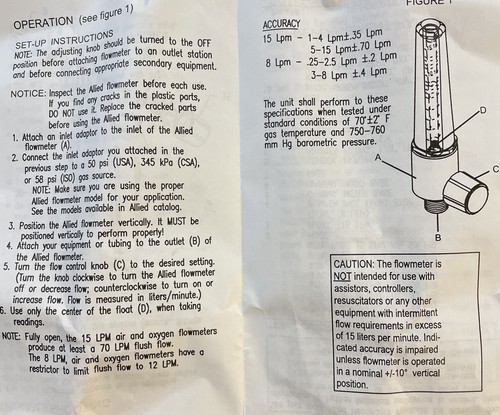 OPERATION (see figure 1)
SET-UP INSTRUCTIONS
NOTE: The adjusting knob should be turned to the OFF
position before attaching flowmeter to an outlet station
and before connecting appropriate secondary equipment.
NOTICE: Inspect the Allied flowmeter before each use.
If you find any cracks in the plastic parts,
DO NOT use it. Replace the cracked parts
before using the Allied flowmeter.
1. Attach an inlet adaptor to the inlet of the Allied
flowmeter (A).
2. Connect the inlet adaptor you attached in the
previous step to a 50 psi (USA), 345 kPa (CSA),
or 58 psi (ISO) gas source.
NOTE: Make sure you are using the proper
Allied flowmeter model for your application.
See the models available in Allied catalog.
3. Position the Allied flowmeter vertically. It MUST be
positioned vertically to perform properly!
4. Attach your equipment or tubing to the outlet (B) of
the Allied flowmeter.
5. Turn the flow control knob (C) to the desired setting.
(Turn the knob clockwise to turn the Allied flowmeter
off or decrease flow; counterclockwise to turn on or
increase flow. Flow is measured in liters/minute.)
6. Use only the center of the float (D), when taking
readings.
NOTE: Fully open, the 15 LPM air and oxygen flowmeters
produce at least a 70 LPM flush flow.
The 8 LPM, air and oxygen flowmeters have a
restrictor to limit flush flow to 12 LPM.
FIGURE 1
ACCURACY
15 Lpm - 1-4 Lpm±.35 Lpm
5-15 Lpm±.70 Lpm
8 Lpm - .25-2.5 Lpm ±.2 Lpm
3-8 Lpm ±.4 Lpm
The unit shall perform to these
specifications when tested under
standard conditions of 70°±2° F
gas temperature and 750-760
mm Hg barometric pressure.
D
A
C
B
CAUTION: The flowmeter is
NOT intended for use with
assistors, controllers,
resuscitators or any other
equipment with intermittent
flow requirements in excess
of 15 liters per minute. Indi-
cated accuracy is impaired
unless flowmeter is operated
in a nominal +/-10° vertical
position.